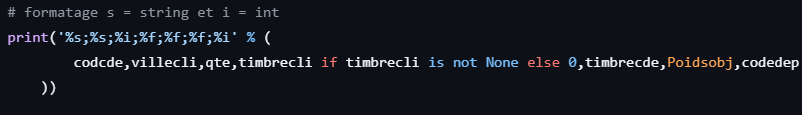 # formatage s = string et i = int
print('%s;%s;%i;%f;%f;%f;%i' % (
codcde,villecli,qte,timbrecli if timbrecli is not None else 0,timbrecde,Poidsobj,codedep
))